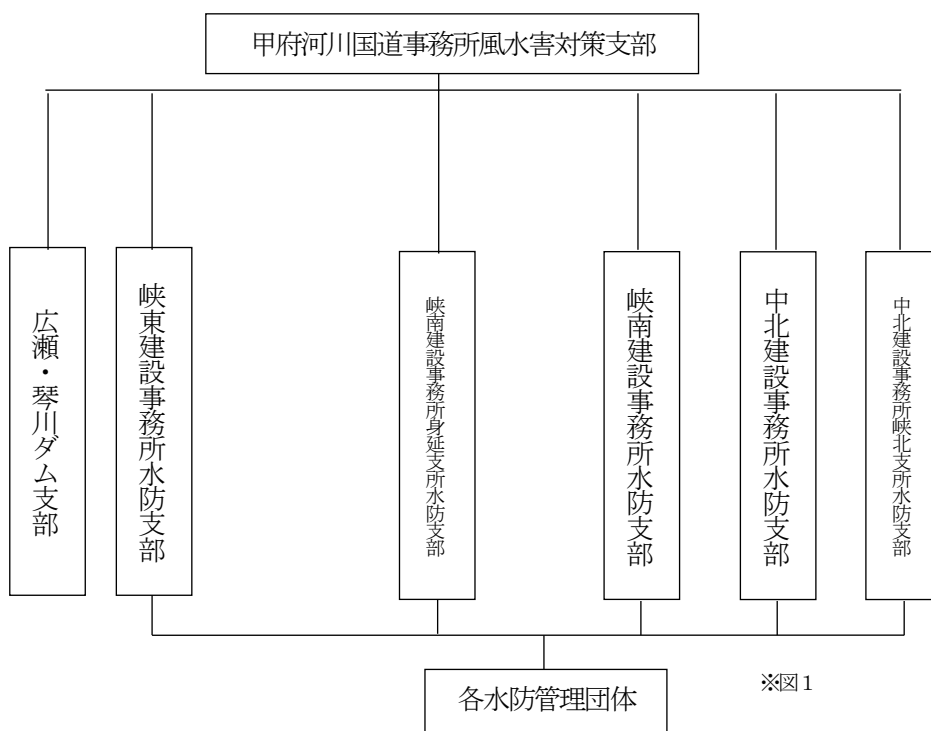 甲府河川国道事務所風水害対策支部
広瀬・琴川ダム支部
峡東建設事務所水防支部
峡南建設事務所身延支所水防支部
峡南建設事務所水防支部
中北建設事務所水防支部
中北建設事務所峡北支所水防支部
各水防管理団体
※図1